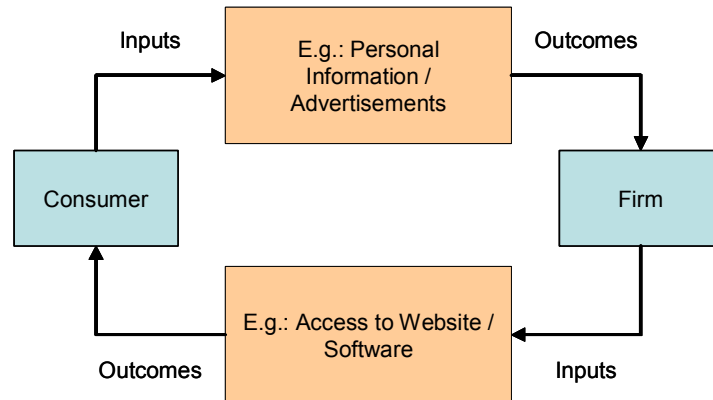 Inputs
E.g.: Personal
Information /
Advertisements
Outcomes
Consumer
Firm
E.g.: Access to Website /
Software
Outcomes
Inputs